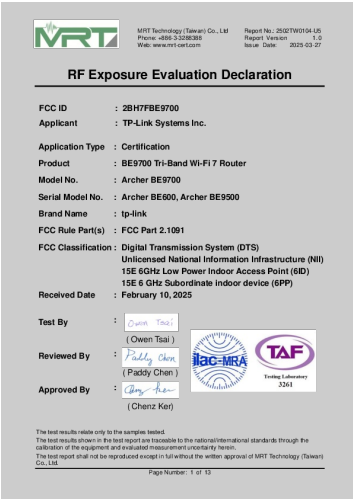 MRT
MRT Technology (Taiwan) Co., Ltd
Phone: +886-3-3288388
Web: www.mrt-cert.com
Report No.: 2502TW0104-U5
Report Version 1.0
Issue Date: 2025-03-27
RF Exposure Evaluation Declaration
FCC ID : 2BH7FBE9700
Applicant : TP-Link Systems Inc.
Application Type : Certification
Product : BE9700 Tri-Band Wi-Fi 7 Router
Model No. : Archer BE9700
Serial Model No. : Archer BE600, Archer BE9500
Brand Name : tp-link
FCC Rule Part(s) : FCC Part 2.1091
FCC Classification : Digital Transmission System (DTS)
Unlicensed National Information Infrastructure (NII)
15E 6GHz Low Power Indoor Access Point (6ID)
15E 6 GHz Subordinate indoor device (6PP)
Received Date : February 10, 2025
Test By : Owen Tsai
( Owen Tsai )
Reviewed By : Paddy Chen
( Paddy Chen )
Approved By :
(Chenz Ker)
ilac-MRA
TAF
Testing Laboratory
3261
The test results relate only to the samples tested.
The test results shown in the test report are traceable to the national/international standards through the
calibration of the equipment and evaluated measurement uncertainty herein.
The test report shall not be reproduced except in full without the written approval of MRT Technology (Taiwan)
Co., Ltd.
Page Number: 1 of 13